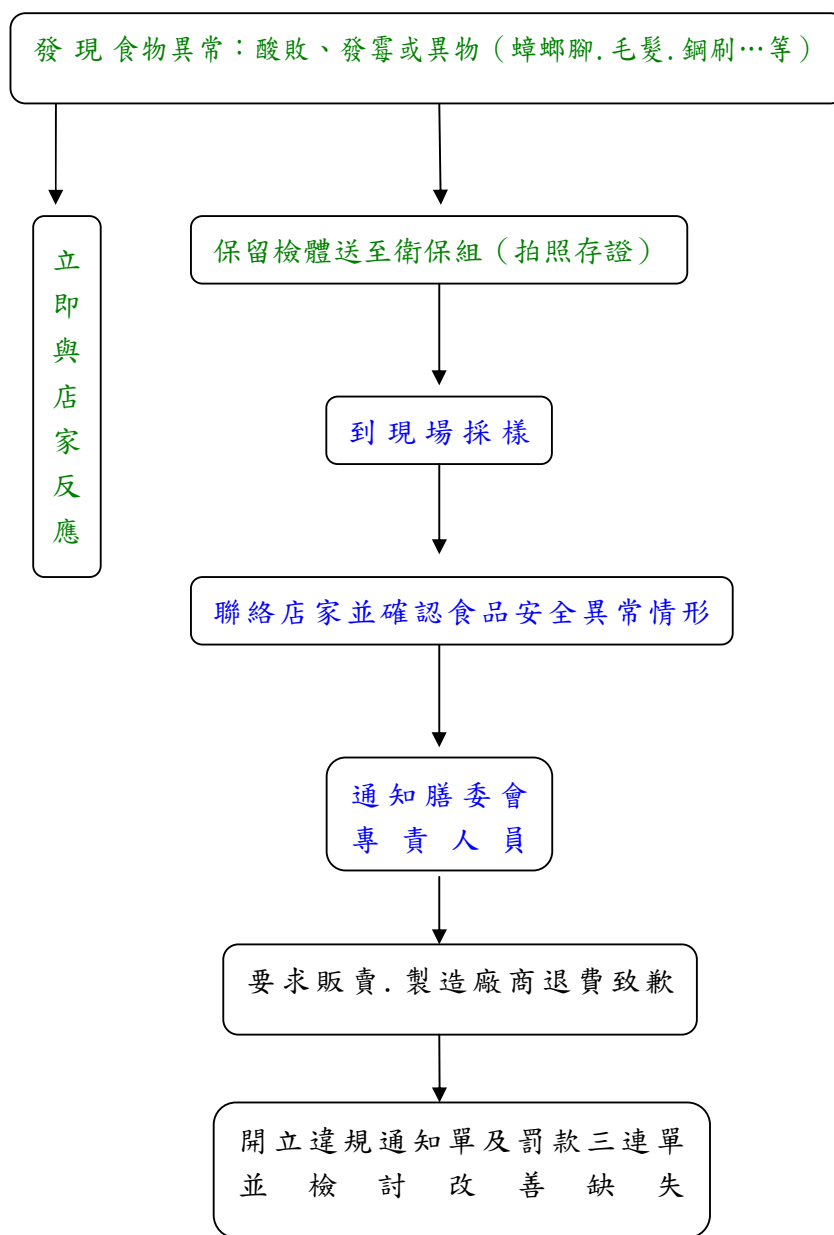 發現食物異常：酸敗、發霉或異物（蟑螂腳.毛髮.鋼刷…等）
立即與店家反應
保留檢體送至衛保組（拍照存證）
到現場採樣
聯絡店家並確認食品安全異常情形
通知膳委會
專責人員
要求販賣.製造廠商退費致歉
開立違規通知單及罰款三連單
並檢討改善缺失